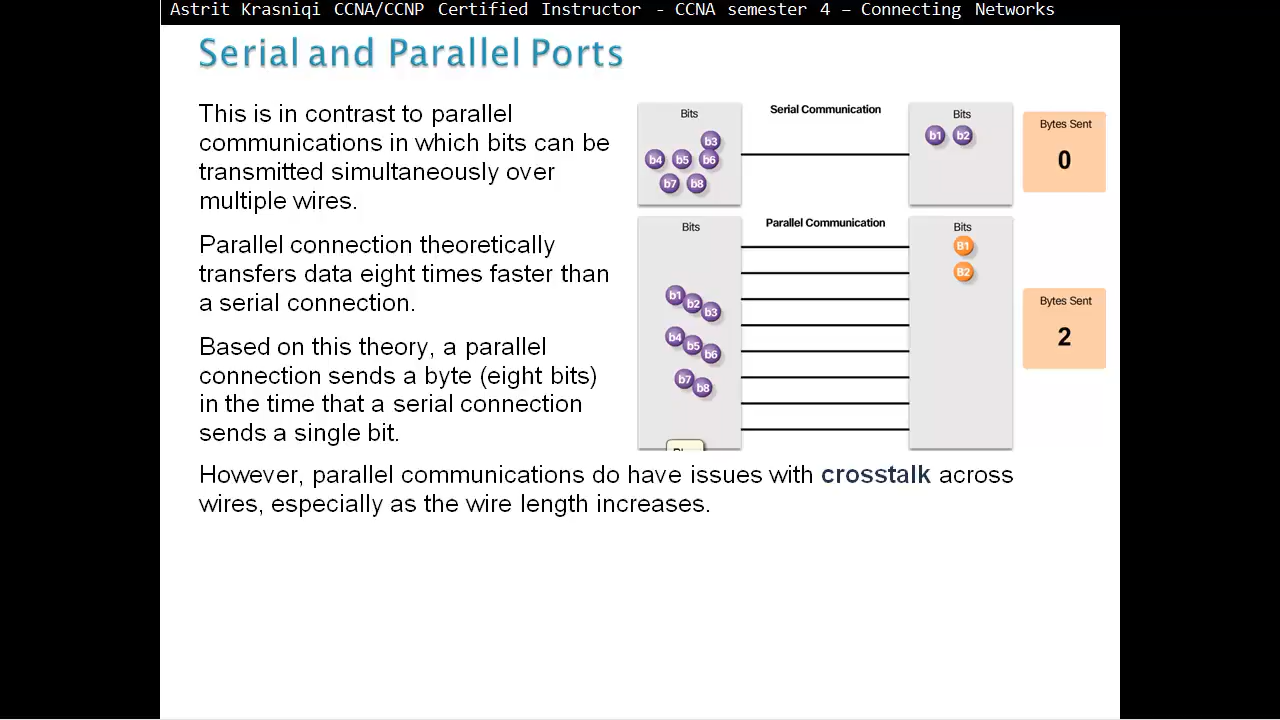 Astrit Krasniqi CCNA/CCNP Certified Instructor - CCNA semester 4 – Connecting Networks
Serial and Parallel Ports
This is in contrast to parallel
communications in which bits can be
transmitted simultaneously over
multiple wires.
Parallel connection theoretically
transfers data eight times faster than
a serial connection.
Based on this theory, a parallel
connection sends a byte (eight bits)
in the time that a serial connection
sends a single bit.
However, parallel communications do have issues with crosstalk across
wires, especially as the wire length increases.
Serial Communication
Bits
b3
b4 b5 b6
b7 b8
Bits
b1 b2
Bytes Sent
0
Parallel Communication
Bits
b1 b2 b3
b4 b5 b6
b7 b8
Bits
B1
B2
Bytes Sent
2